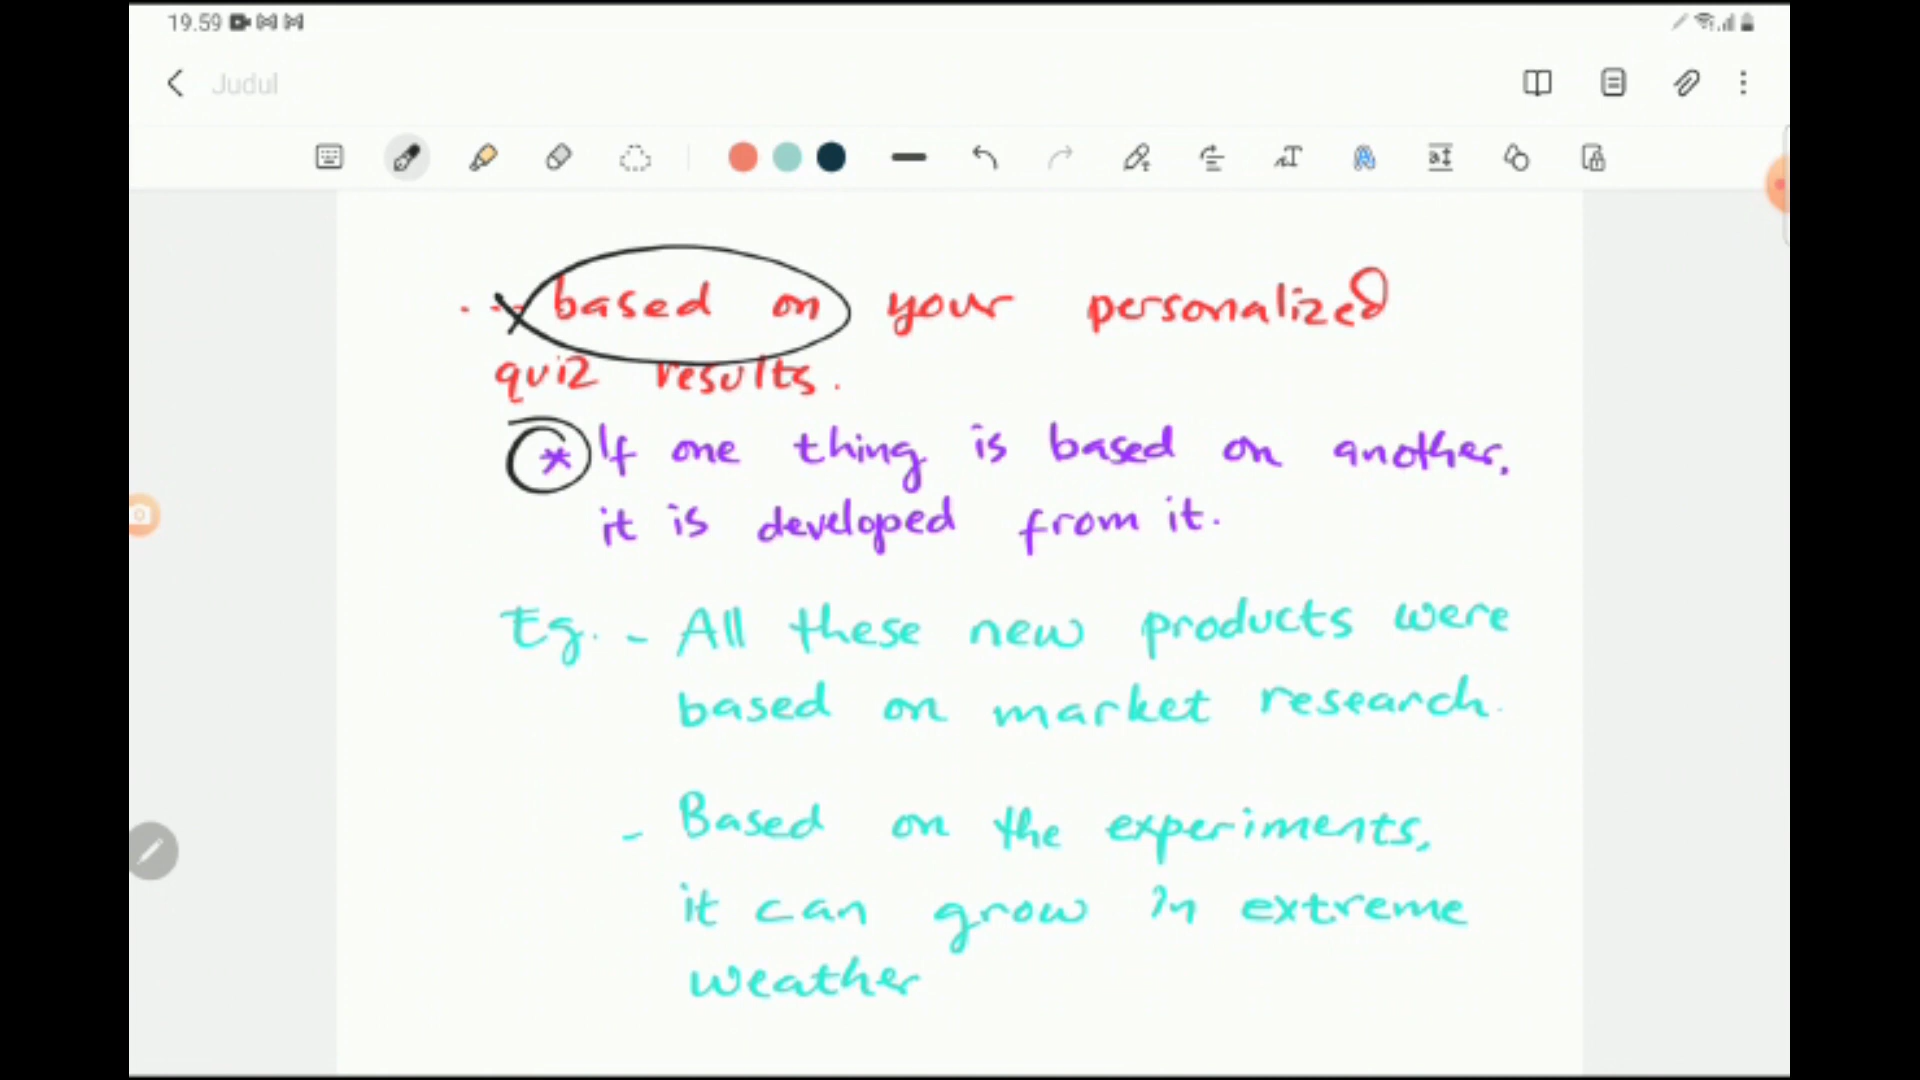 19.59
Judul
... based on your personalized
quiz results.
* If one thing is based on another,
it is developed from it.
Eg. - All these new products were
based on market research.
- Based on the experiments,
it can grow in extreme
weather